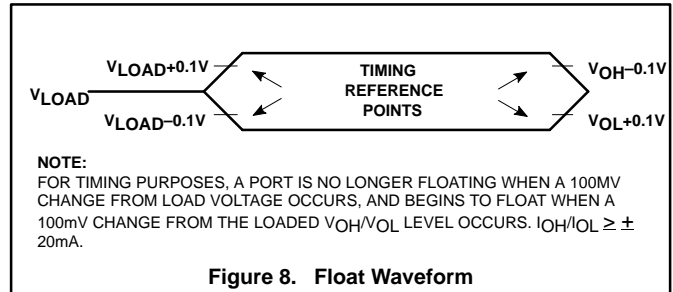 VLOAD+0.1V
VLOAD
VLOAD–0.1V
TIMING
REFERENCE
POINTS
VOH–0.1V
VOL+0.1V
NOTE:
FOR TIMING PURPOSES, A PORT IS NO LONGER FLOATING WHEN A 100MV
CHANGE FROM LOAD VOLTAGE OCCURS, AND BEGINS TO FLOAT WHEN A
100mV CHANGE FROM THE LOADED VOH/VOL LEVEL OCCURS. IOH/IOL ≥ ±
20mA.
Figure 8. Float Waveform